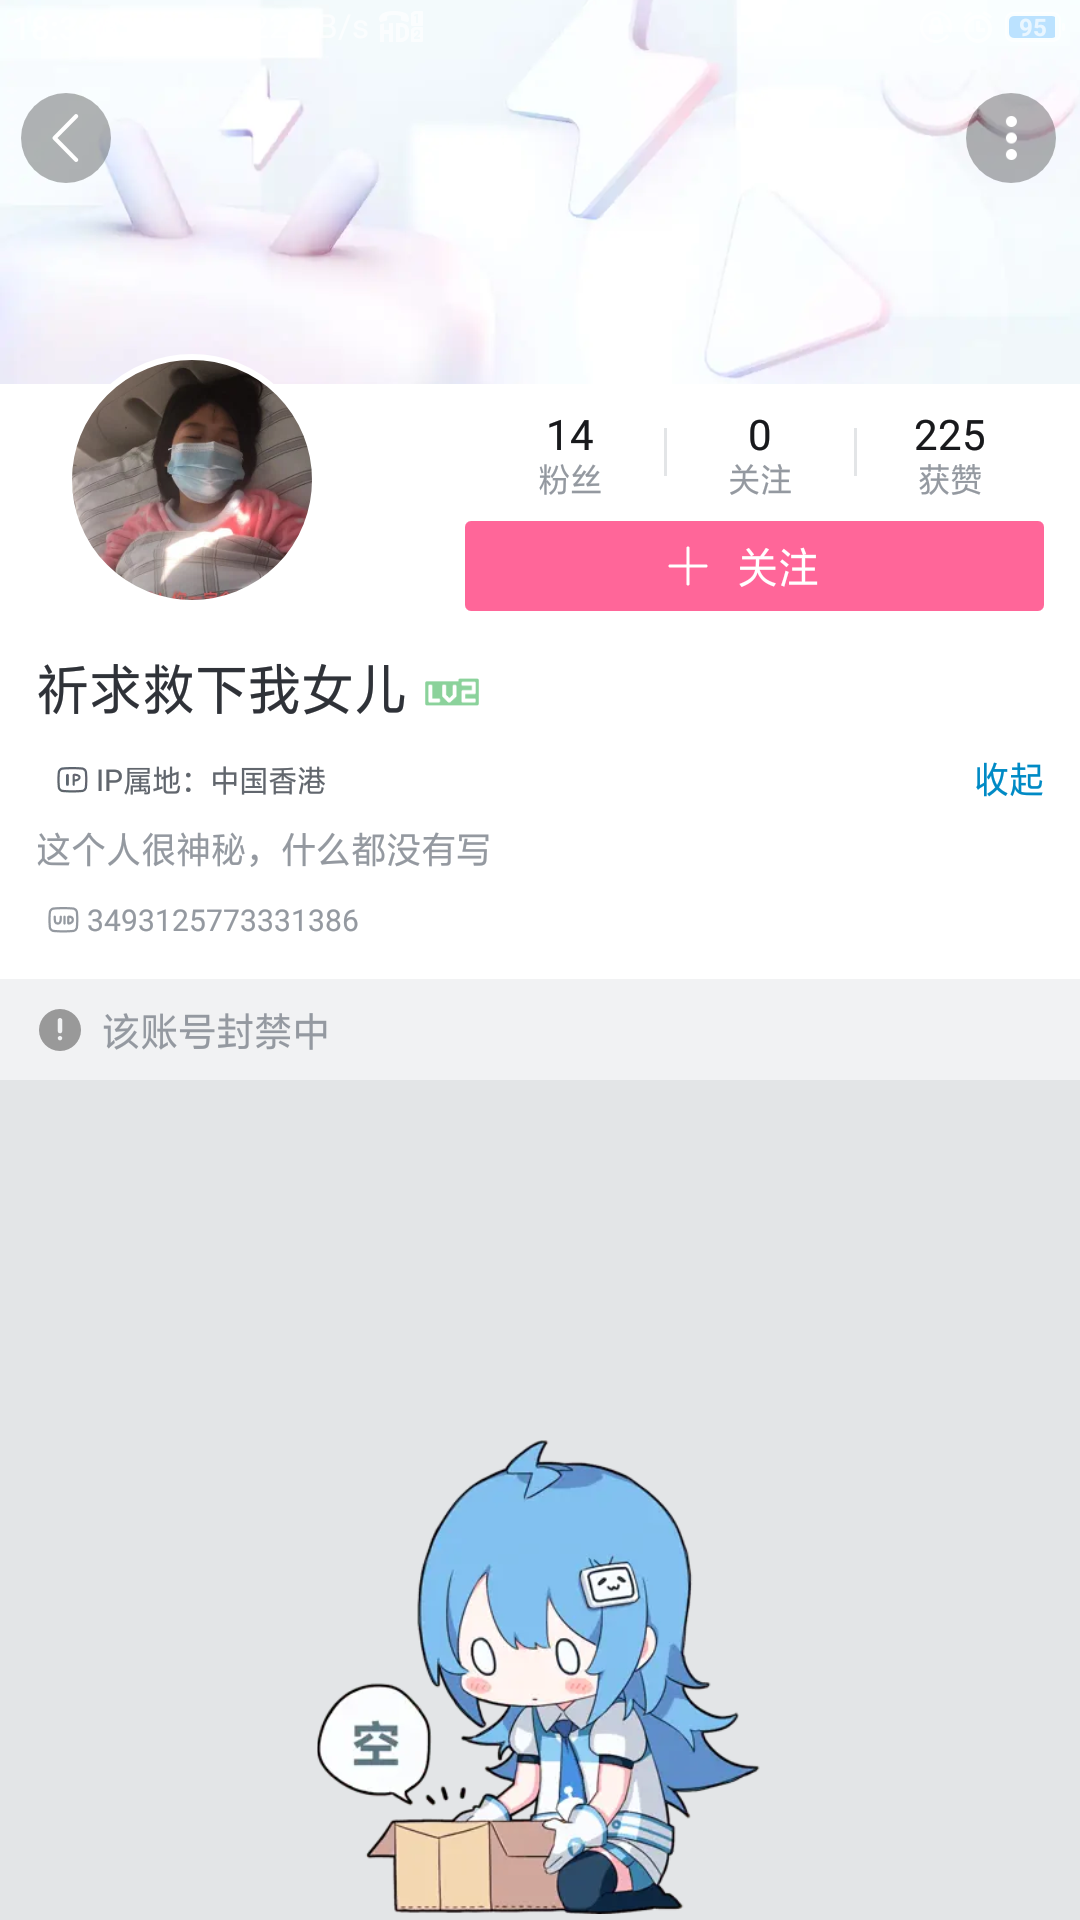 B/s HD
95
14 0 225
粉丝 关注 获赞
关注
祈求救下我女儿 LV2
IP IP属地：中国香港 收起
这个人很神秘，什么都没有写
UID 3493125773331386
该账号封禁中
空